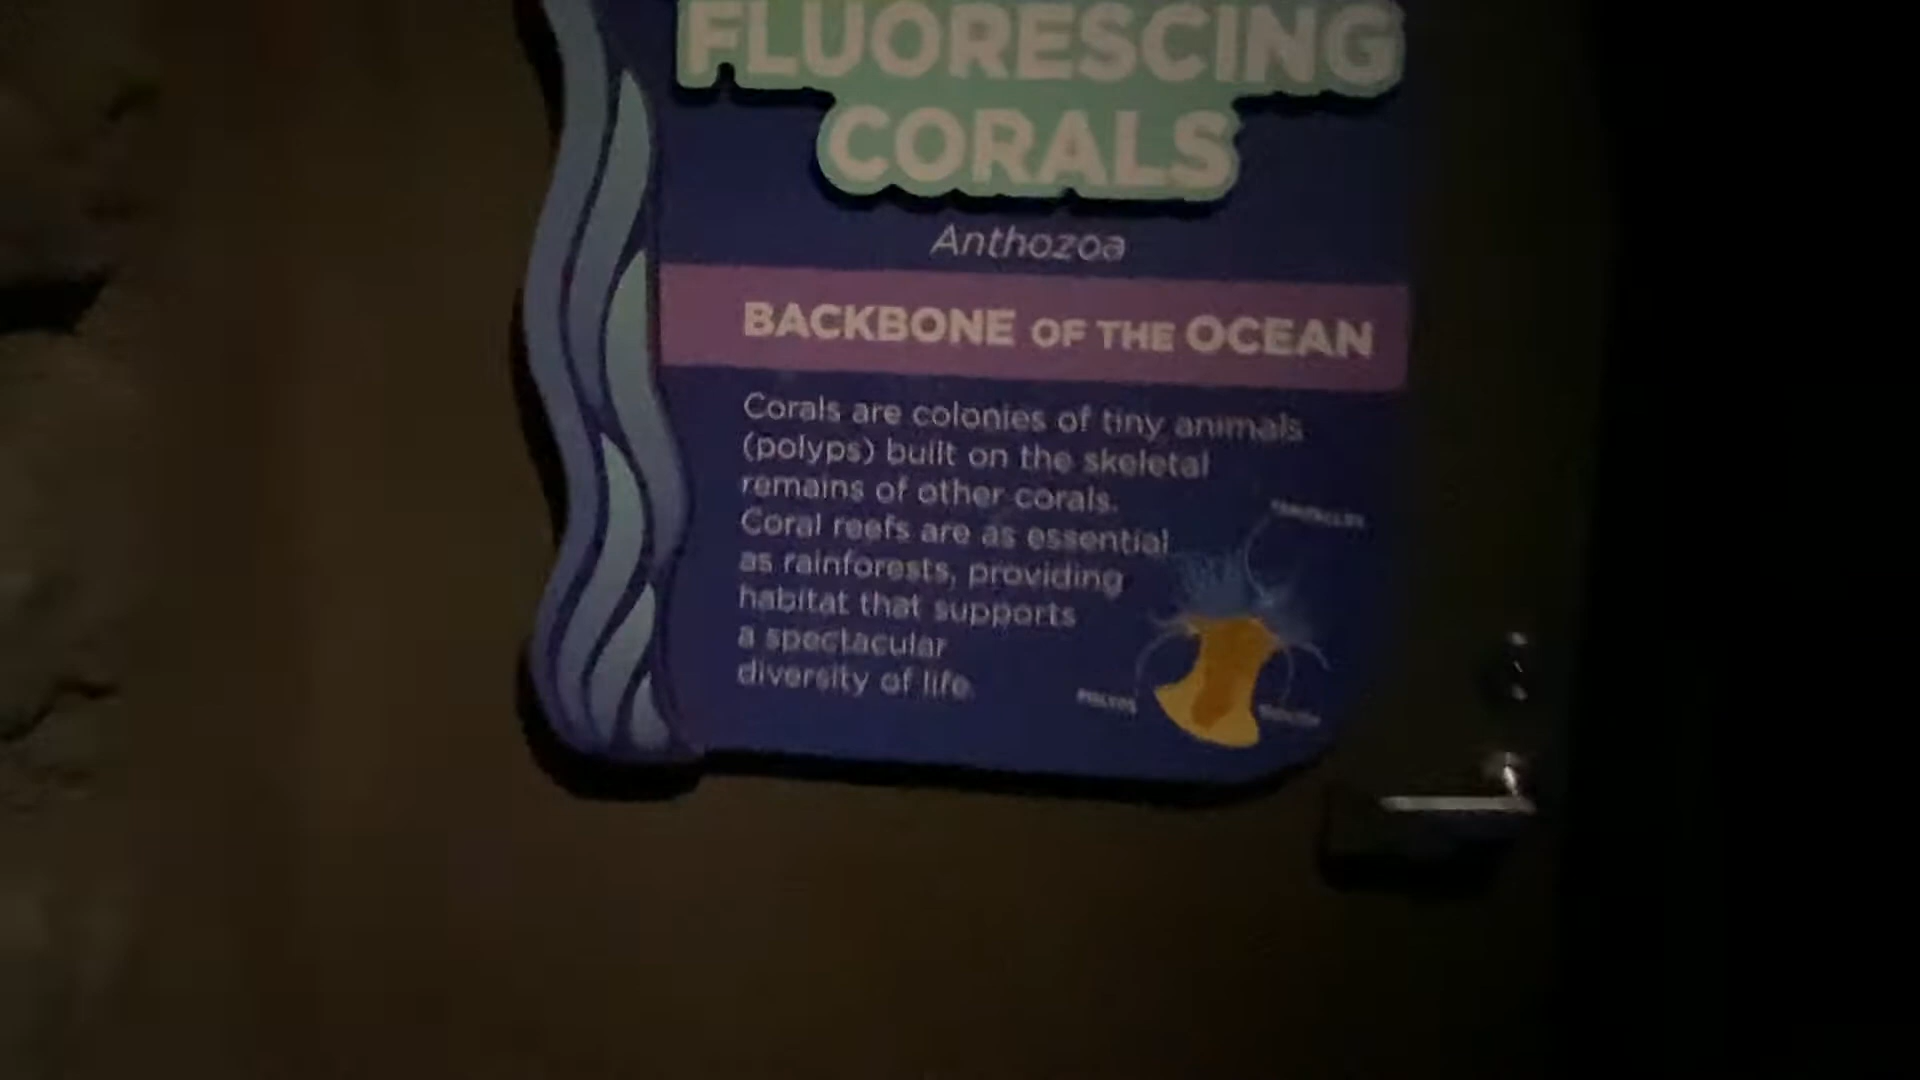 FLUORESCING
CORALS
Anthozoa
BACKBONE OF THE OCEAN
Corals are colonies of tiny animals
(polyps) built on the skeletal
remains of other corals.
Coral reefs are as essential
as rainforests, providing
habitat that supports
a spectacular
diversity of life.